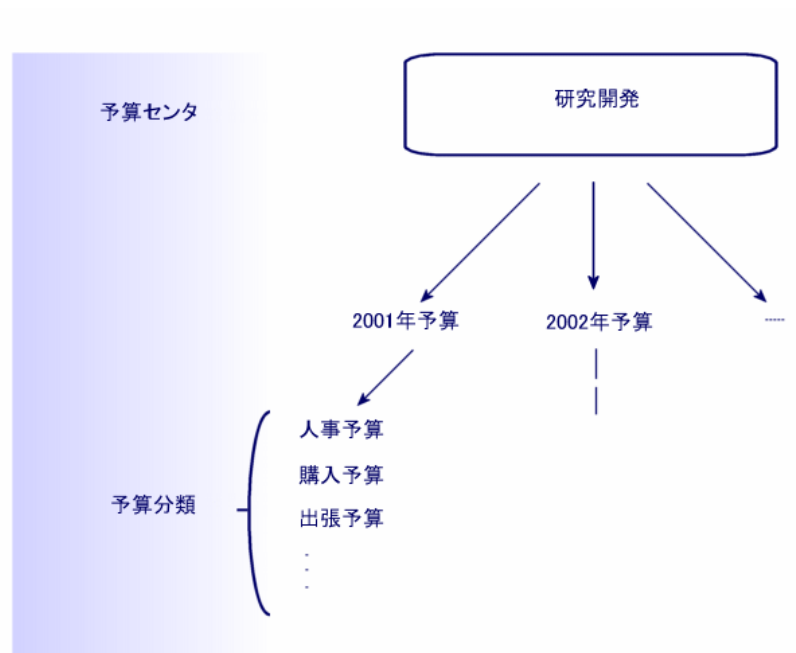 研究開発
予算センタ
2001年予算
2002年予算
-----
人事予算
購入予算
予算分類
出張予算